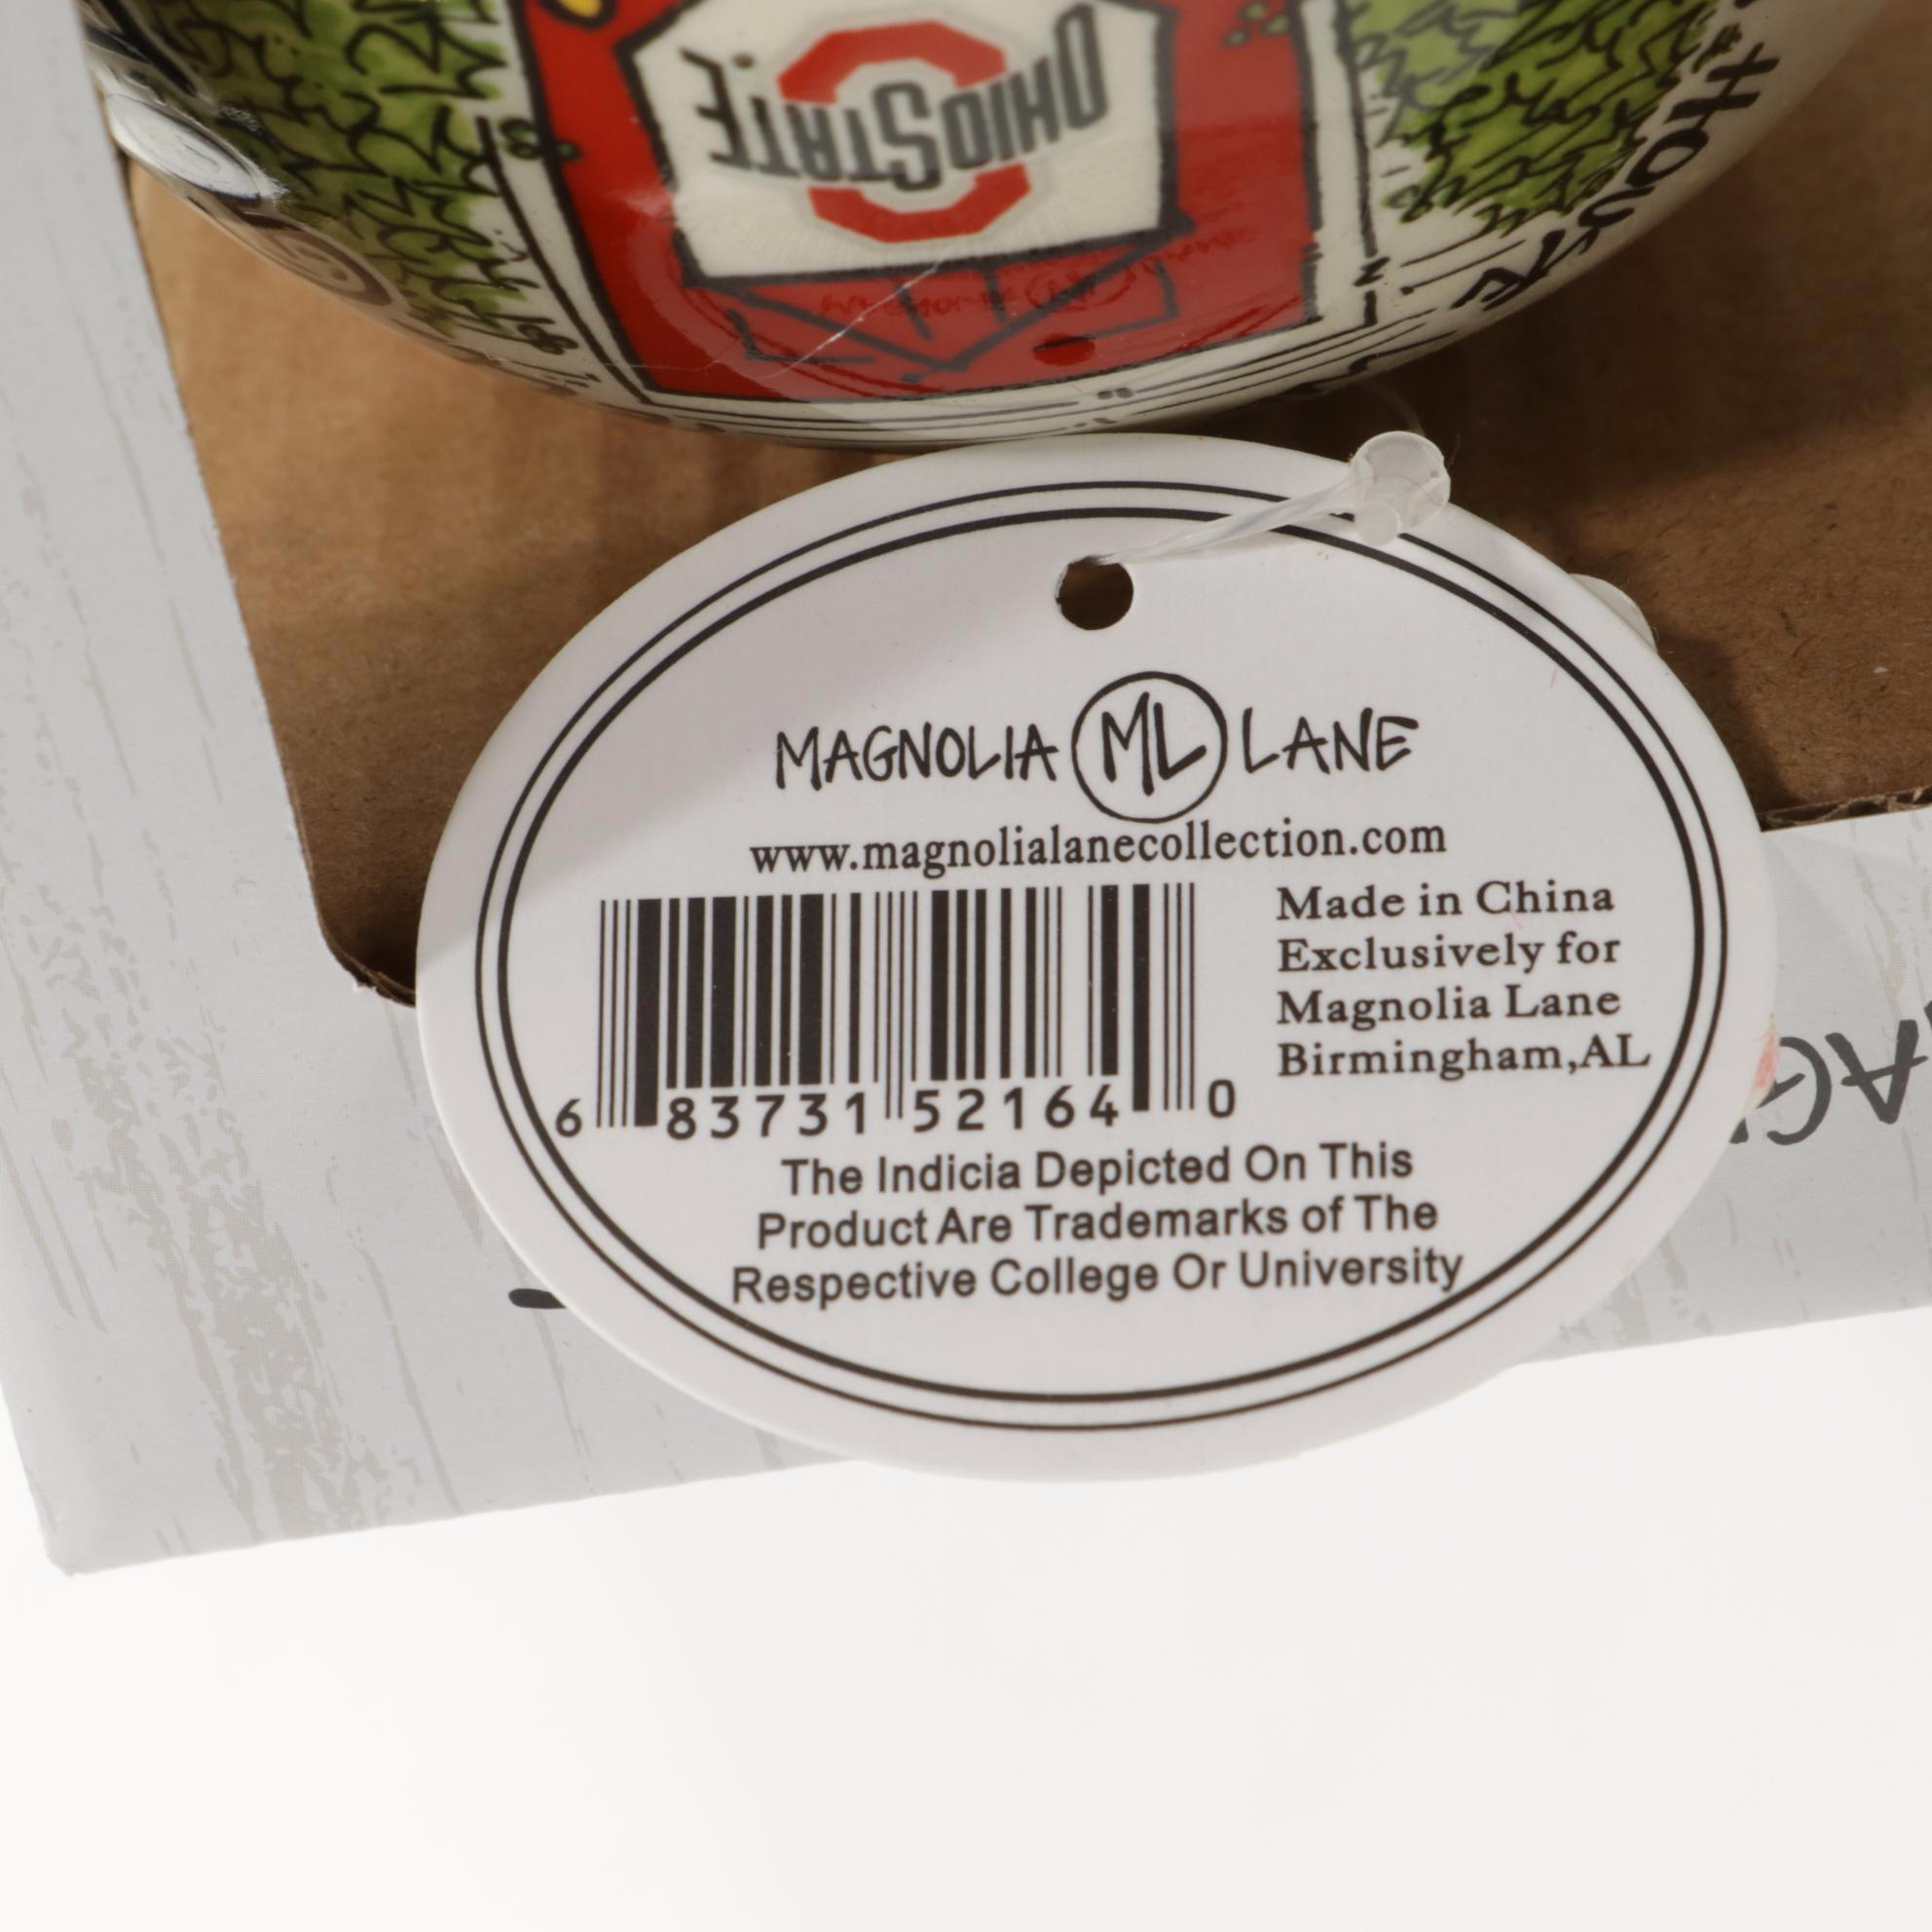 OHIO STATE
MAGNOLIA ML LANE
www.magnolialanecollection.com
Made in China
Exclusively for
Magnolia Lane
Birmingham,AL
6 83731 52164 0
The Indicia Depicted On This
Product Are Trademarks of The
Respective College Or University